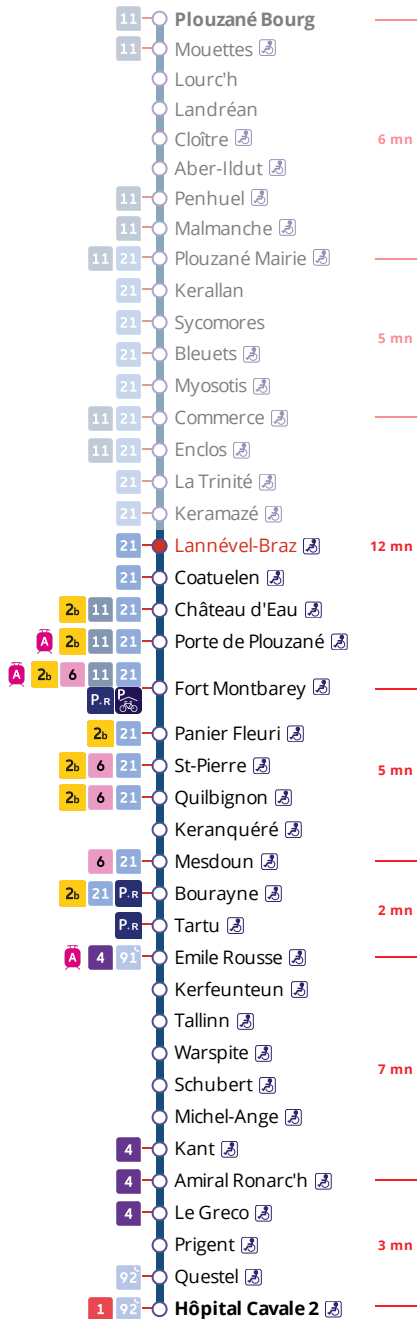 11 Plouzané Bourg
11 Mouettes
Lourc'h
Landréan
Cloître
6 mn
Aber-Ildut
11 Penhuel
11 Malmanche
11 21 Plouzané Mairie
21 Kerallan
21 Sycomores
5 mn
21 Bleuets
21 Myosotis
11 21 Commerce
11 21 Enclos
21 La Trinité
21 Keramazé
21 Lannével-Braz
12 mn
21 Coatuelen
2b 11 21 Château d'Eau
A 2b 11 21 Porte de Plouzané
A 2b 6 11 21
P+R P Fort Montbarey
2b 21 Panier Fleuri
2b 6 21 St-Pierre
5 mn
2b 6 21 Quilbignon
Keranquéré
6 21 Mesdoun
2b 21 P+R Bourayne
2 mn
P+R Tartu
A 4 91 Emile Rousse
Kerfeunteun
Tallinn
Warspite
7 mn
Schubert
Michel-Ange
4 Kant
4 Amiral Ronarc'h
4 Le Greco
Prigent
3 mn
92 Questel
1 92 Hôpital Cavale 2